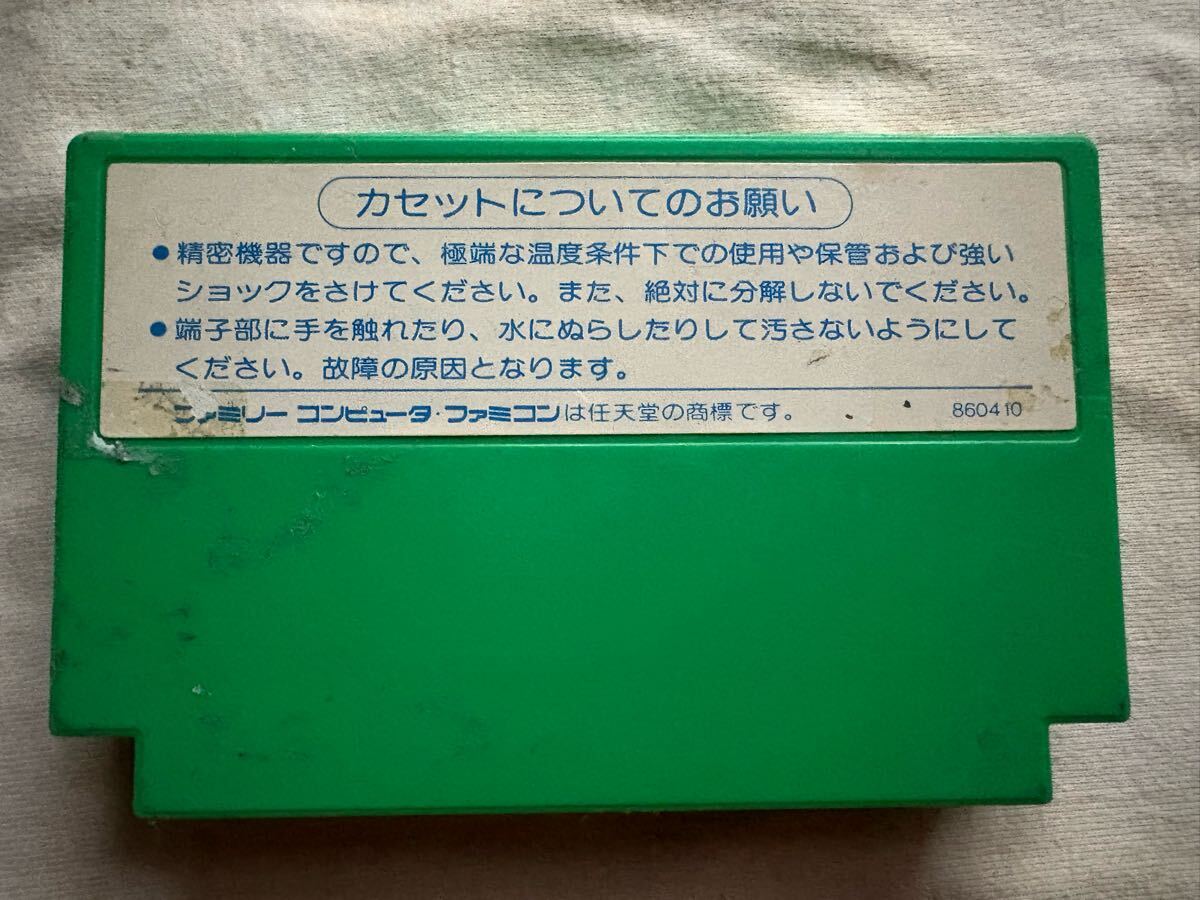 カセットについてのお願い
●精密機器ですので、極端な温度条件下での使用や保管および強い
ショックをさけてください。また、絶対に分解しないでください。
●端子部に手を触れたり、水にぬらしたりして汚さないようにして
ください。故障の原因となります。
ファミリー コンピュータ・ファミコンは任天堂の商標です。 860410